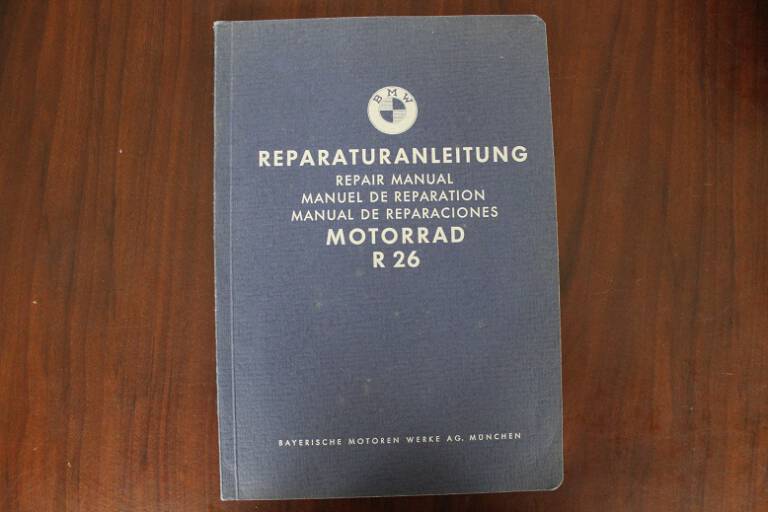 BMW
REPARATURANLEITUNG
REPAIR MANUAL
MANUEL DE REPARATION
MANUAL DE REPARACIONES
MOTORRAD
R 26
BAYERISCHE MOTOREN WERKE AG. MÜNCHEN